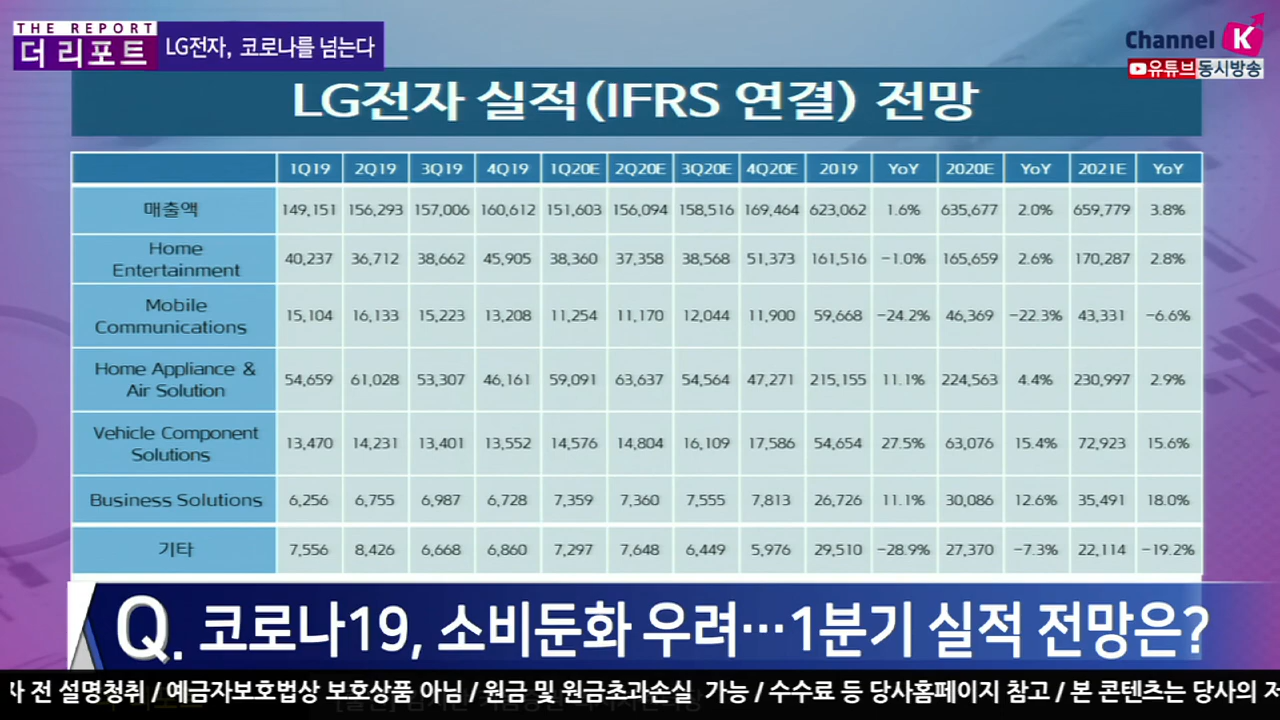 THE REPORT
더 리포트
LG전자, 코로나를 넘는다
Channel K
유튜브 동시방송
LG전자 실적(IFRS 연결) 전망
1Q19 2Q19 3Q19 4Q19 1Q20E 2Q20E 3Q20E 4Q20E 2019 YoY 2020E YoY 2021E YoY
매출액 149,151 156,293 157,006 160,612 151,603 156,094 158,516 169,464 623,062 1.6% 635,677 2.0% 659,779 3.8%
Home
Entertainment 40,237 36,712 38,662 45,905 38,360 37,358 38,568 51,373 161,516 -1.0% 165,659 2.6% 170,287 2.8%
Mobile
Communications 15,104 16,133 15,223 13,208 11,254 11,170 12,044 11,900 59,668 -24.2% 46,369 -22.3% 43,331 -6.6%
Home Appliance &
Air Solution 54,659 61,028 53,307 46,161 59,091 63,637 54,564 47,271 215,155 11.1% 224,563 4.4% 230,997 2.9%
Vehicle Component
Solutions 13,470 14,231 13,401 13,552 14,576 14,804 16,109 17,586 54,654 27.5% 63,076 15.4% 72,923 15.6%
Business Solutions 6,256 6,755 6,987 6,728 7,359 7,360 7,555 7,813 26,726 11.1% 30,086 12.6% 35,491 18.0%
기타 7,556 8,426 6,668 6,860 7,297 7,648 6,449 5,976 29,510 -28.9% 27,370 -7.3% 22,114 -19.2%
Q. 코로나19, 소비둔화 우려…1분기 실적 전망은?
전 설명청취 / 예금자보호법상 보호상품 아님 / 원금 및 원금초과손실 가능 / 수수료 등 당사홈페이지 참고 / 본 콘텐츠는 당사의